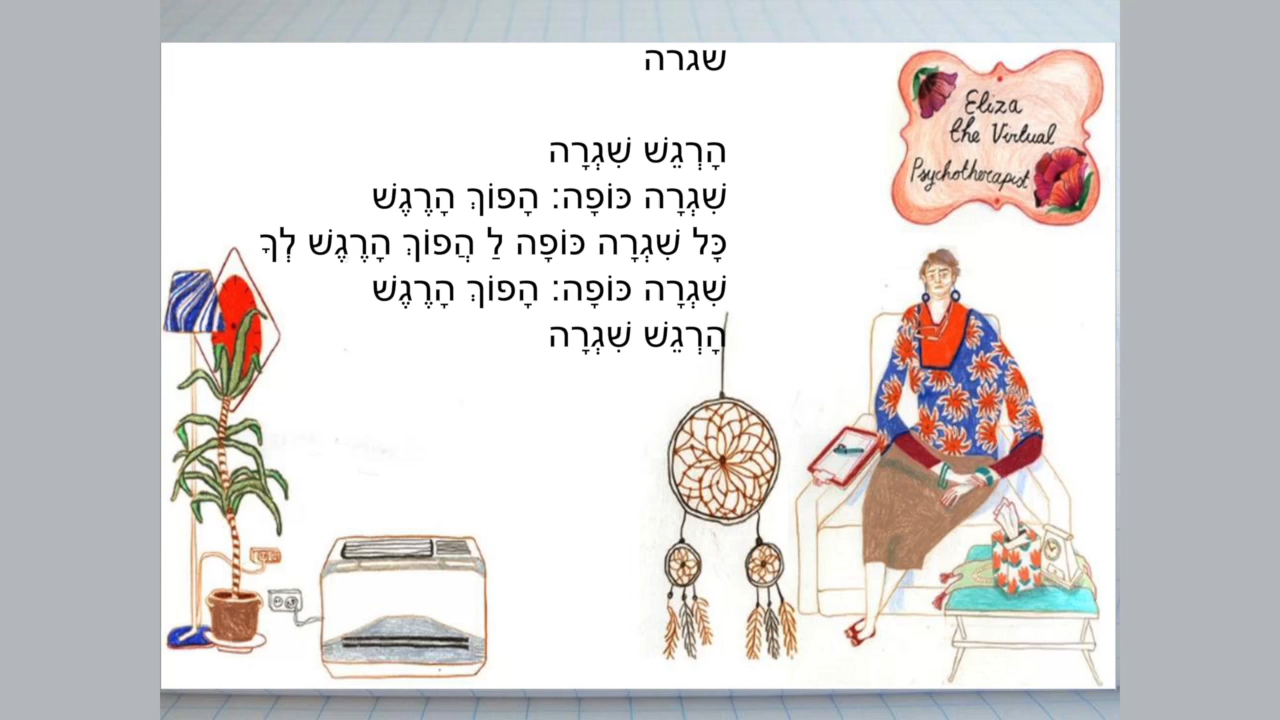 שגרה
הָרְגֵשׁ שִׁגְרָה
שִׁגְרָה כּוֹפָה: הָפוֹךְ הָרֶגֶשׁ
כָּל שִׁגְרָה כּוֹפָה לַ הֲפוֹךְ הָרֶגֶשׁ לְךָ
שִׁגְרָה כּוֹפָה: הָפוֹךְ הָרֶגֶשׁ
הָרְגֵשׁ שִׁגְרָה
Eliza
the Virtual
Psychotherapist